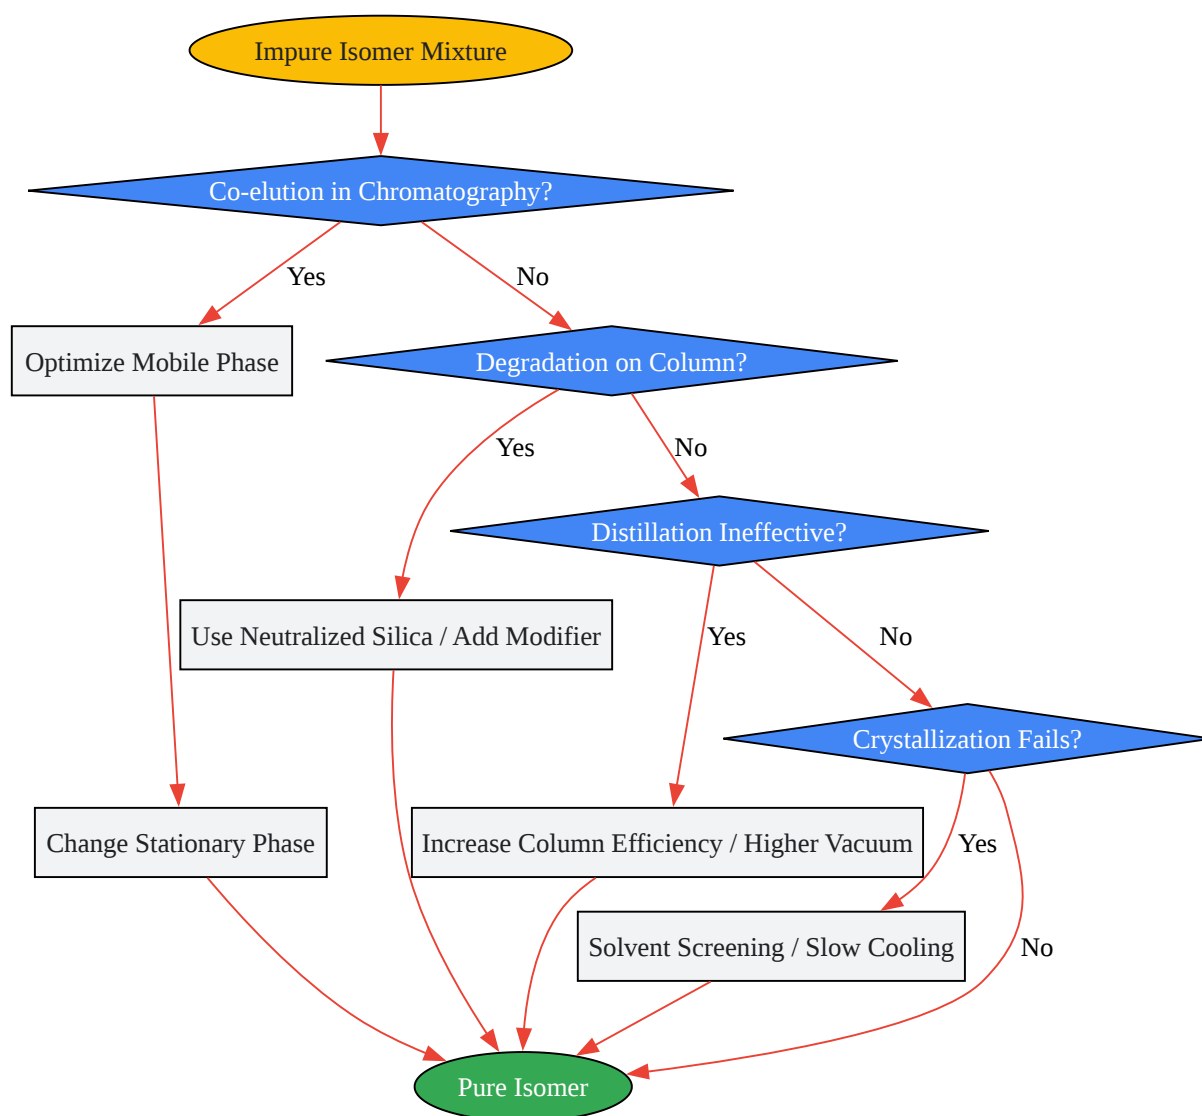 Impure Isomer Mixture
Co-elution in Chromatography?
Yes
No
Optimize Mobile Phase
Degradation on Column?
Yes
No
Distillation Ineffective?
Use Neutralized Silica / Add Modifier
Yes
No
Crystallization Fails?
Change Stationary Phase
Increase Column Efficiency / Higher Vacuum
Yes
Solvent Screening / Slow Cooling
No
Pure Isomer